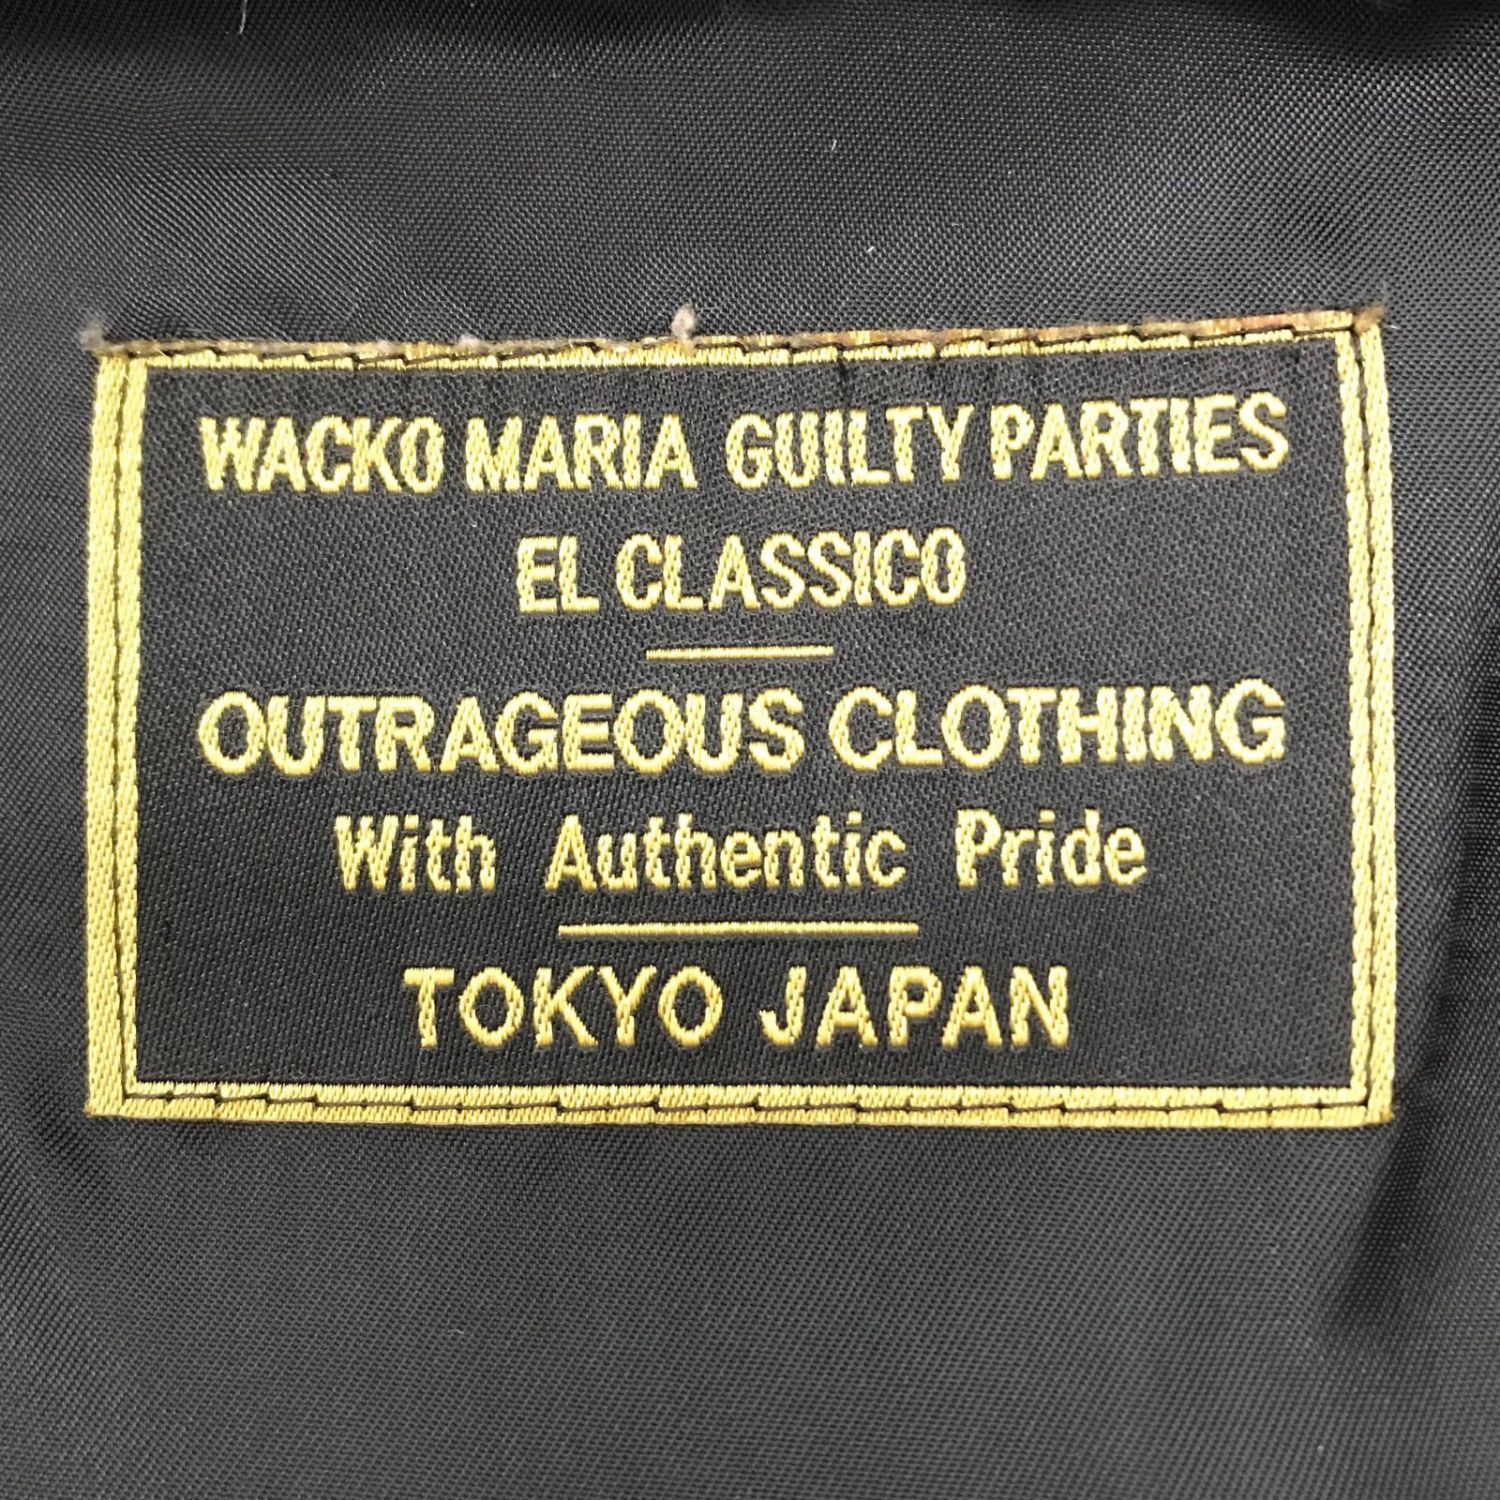 WACKO MARIA GUILTY PARTIES
EL CLASSICO
OUTRAGEOUS CLOTHING
With Authentic Pride
TOKYO JAPAN